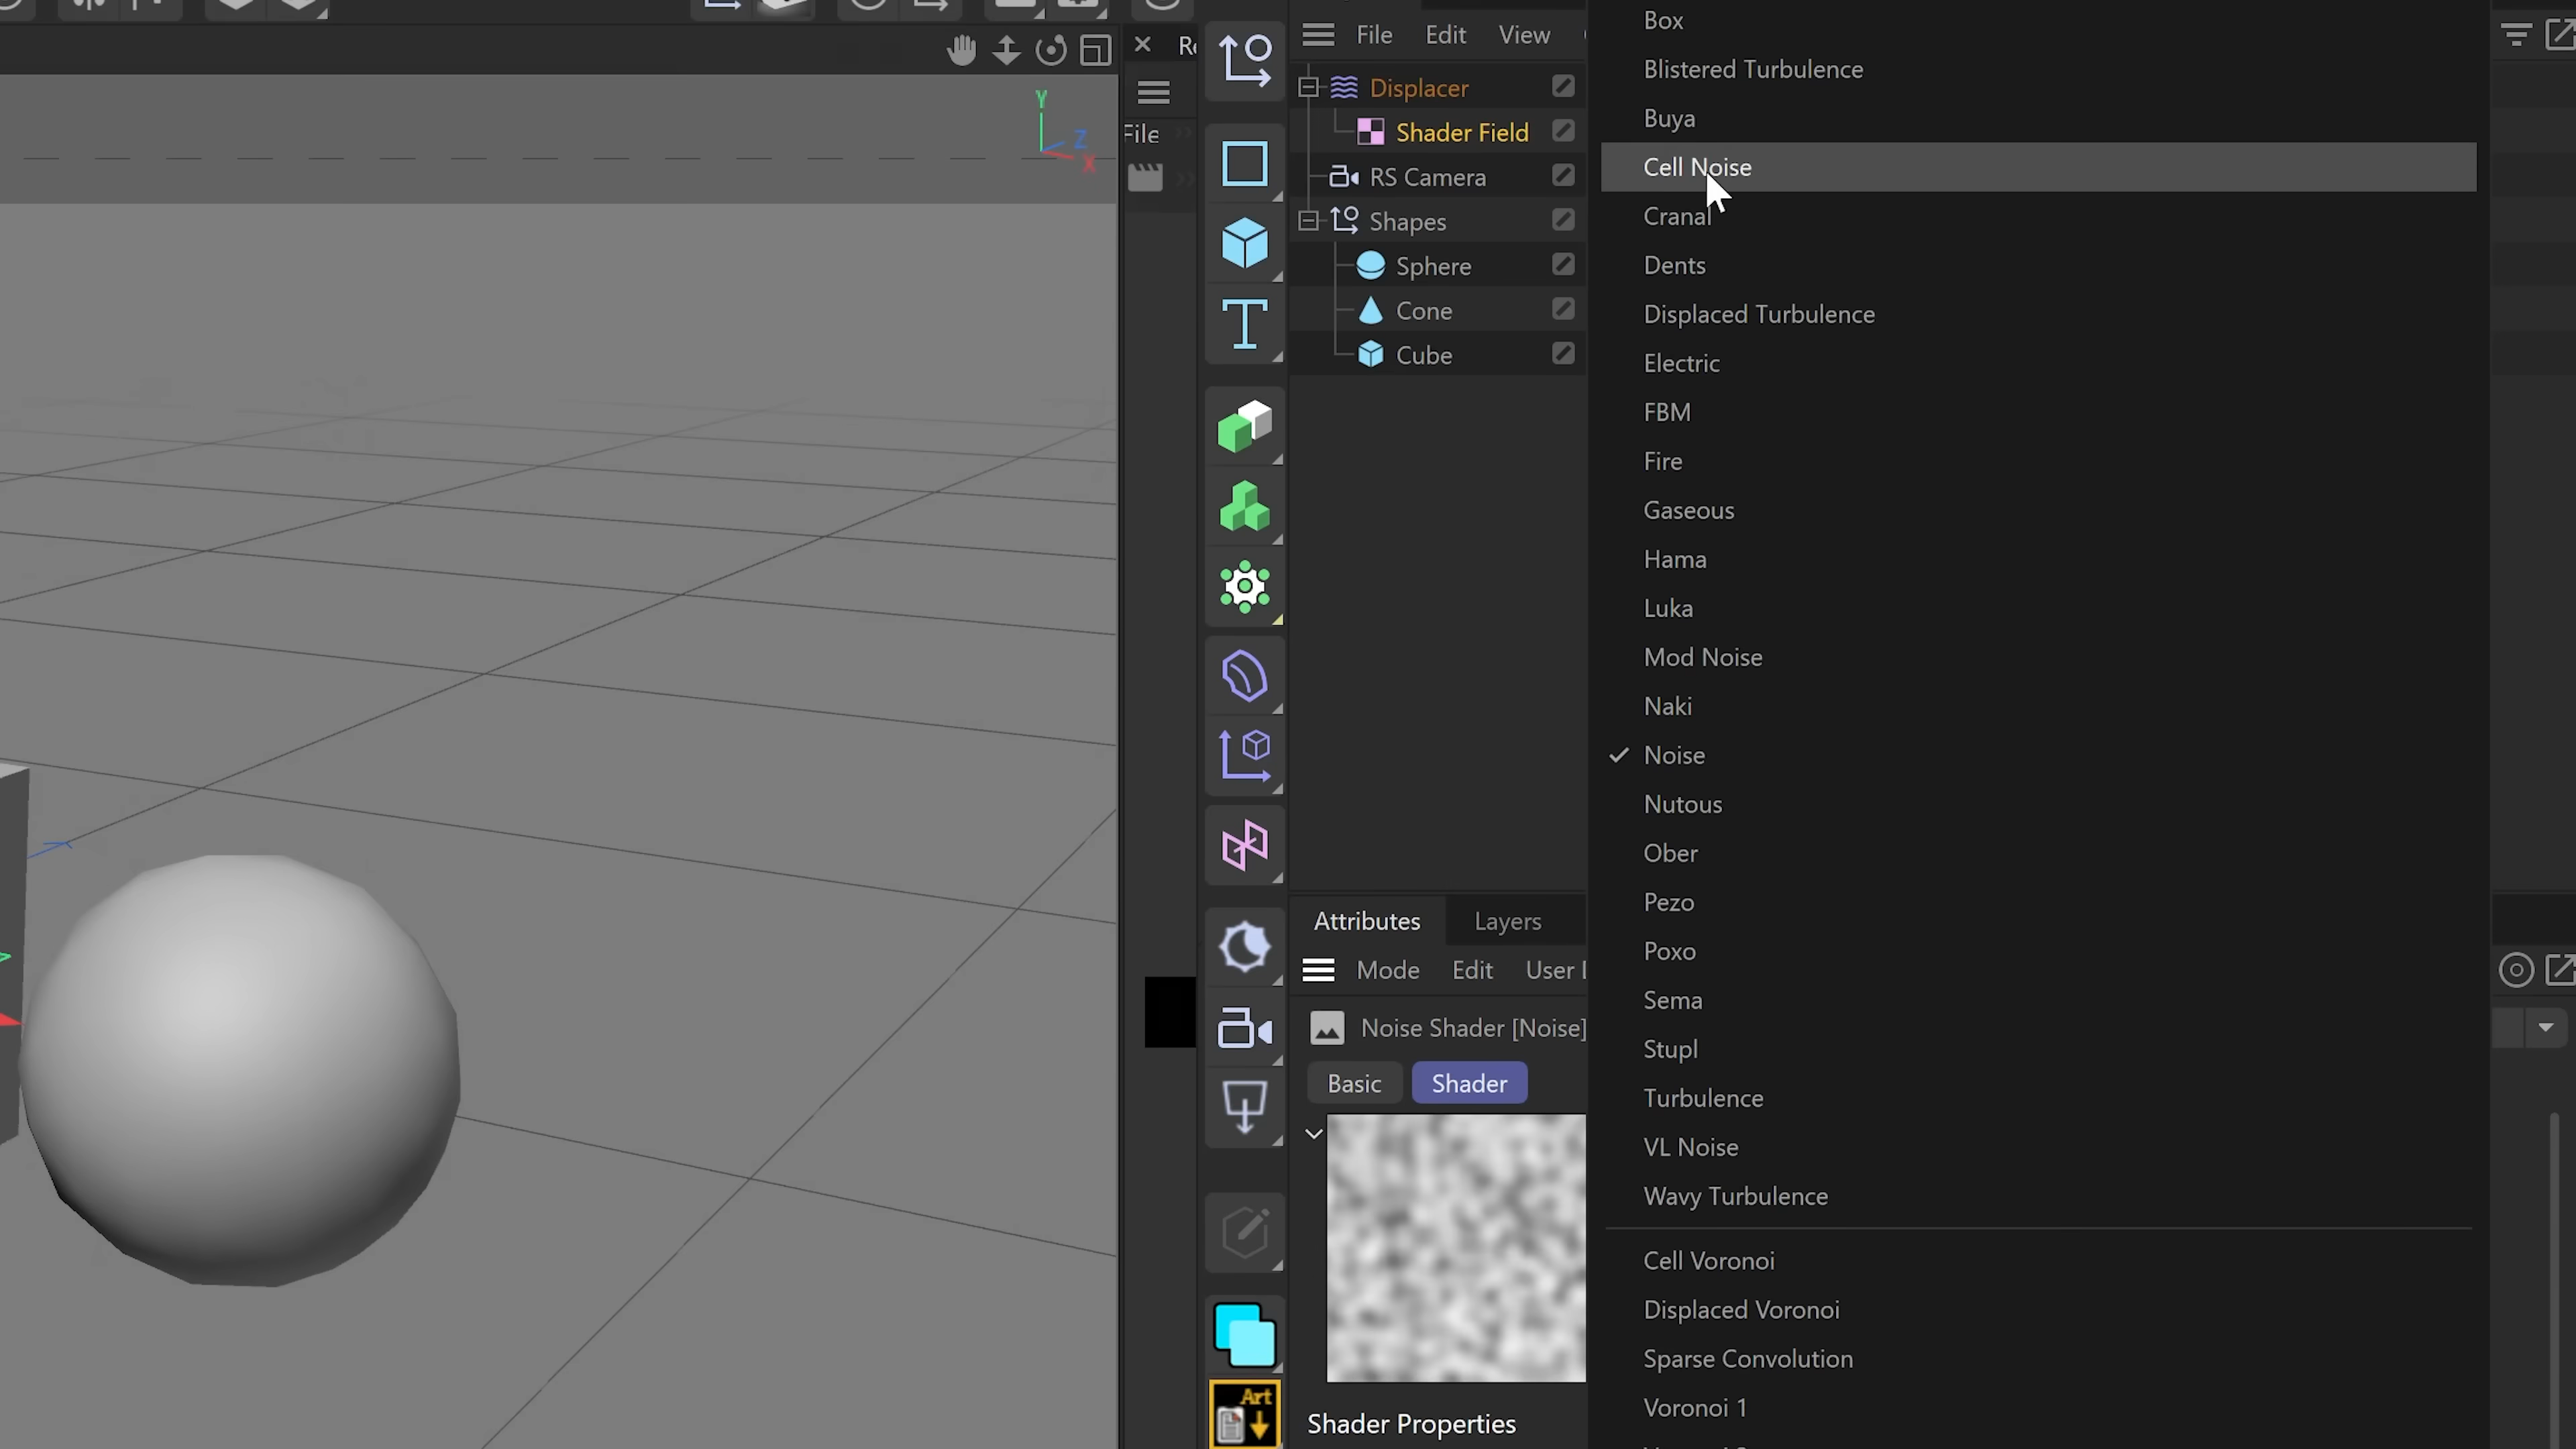 Y
Z
X
Re
File
File Edit View
Displacer
Shader Field
RS Camera
Shapes
Sphere
Cone
Cube
Attributes Layers
Mode Edit User
Noise Shader [Noise]
Basic Shader
Shader Properties
Art
Box
Blistered Turbulence
Buya
Cell Noise
Cranal
Dents
Displaced Turbulence
Electric
FBM
Fire
Gaseous
Hama
Luka
Mod Noise
Naki
Noise
Nutous
Ober
Pezo
Poxo
Sema
Stupl
Turbulence
VL Noise
Wavy Turbulence
Cell Voronoi
Displaced Voronoi
Sparse Convolution
Voronoi 1